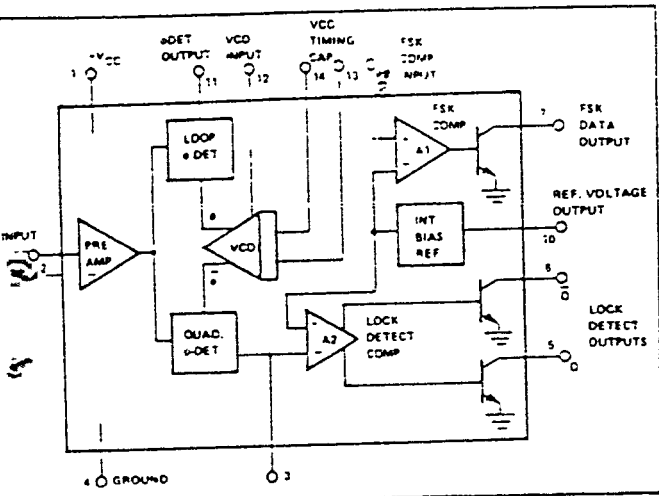 +VCC
1
øDET
OUTPUT
11
VCO
INPUT
12
VCO
TIMING
CAP
14
13
FSK
COMP
INPUT
LOOP
ø DET
FSK
COMP
A1
7
FSK
DATA
OUTPUT
INPUT
2
PRE
AMP
VCO
INT
BIAS
REF
REF. VOLTAGE
OUTPUT
10
QUAD.
ø-DET
A2
LOCK
DETECT
COMP
6
Q
5
Q
LOCK
DETECT
OUTPUTS
4
GROUND
3